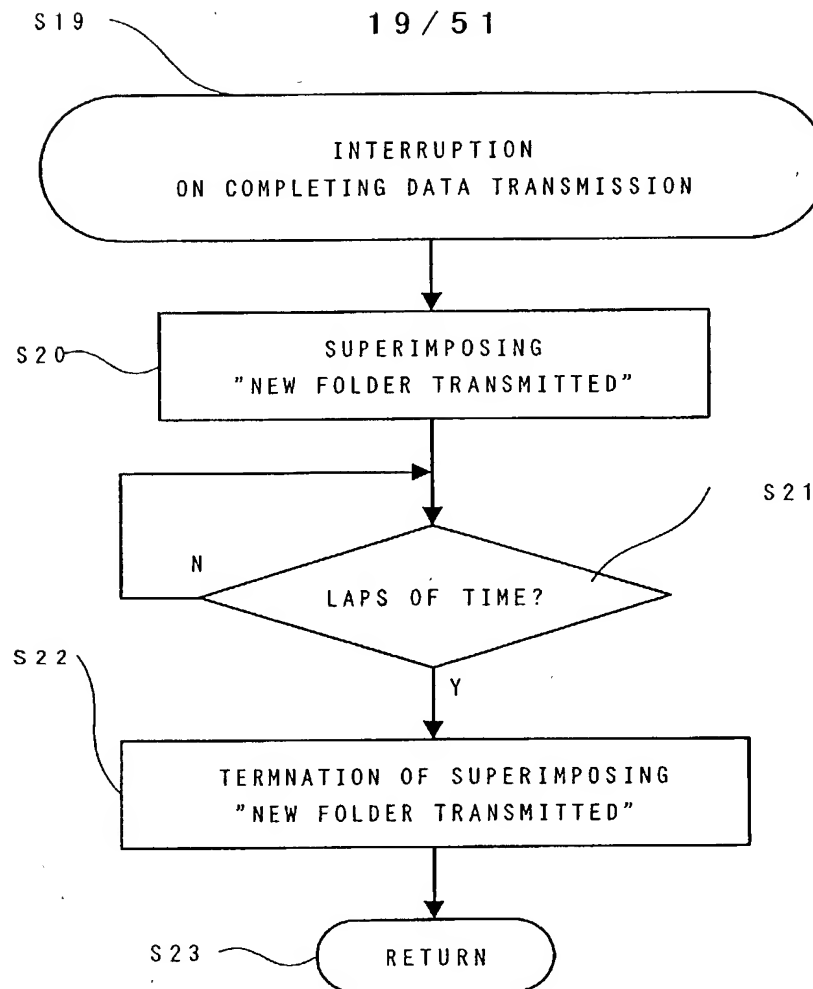 S19
19/51
INTERRUPTION
ON COMPLETING DATA TRANSMISSION
S20
SUPERIMPOSING
"NEW FOLDER TRANSMITTED"
S21
N
LAPS OF TIME?
S22
Y
TERMNATION OF SUPERIMPOSING
"NEW FOLDER TRANSMITTED"
S23
RETURN